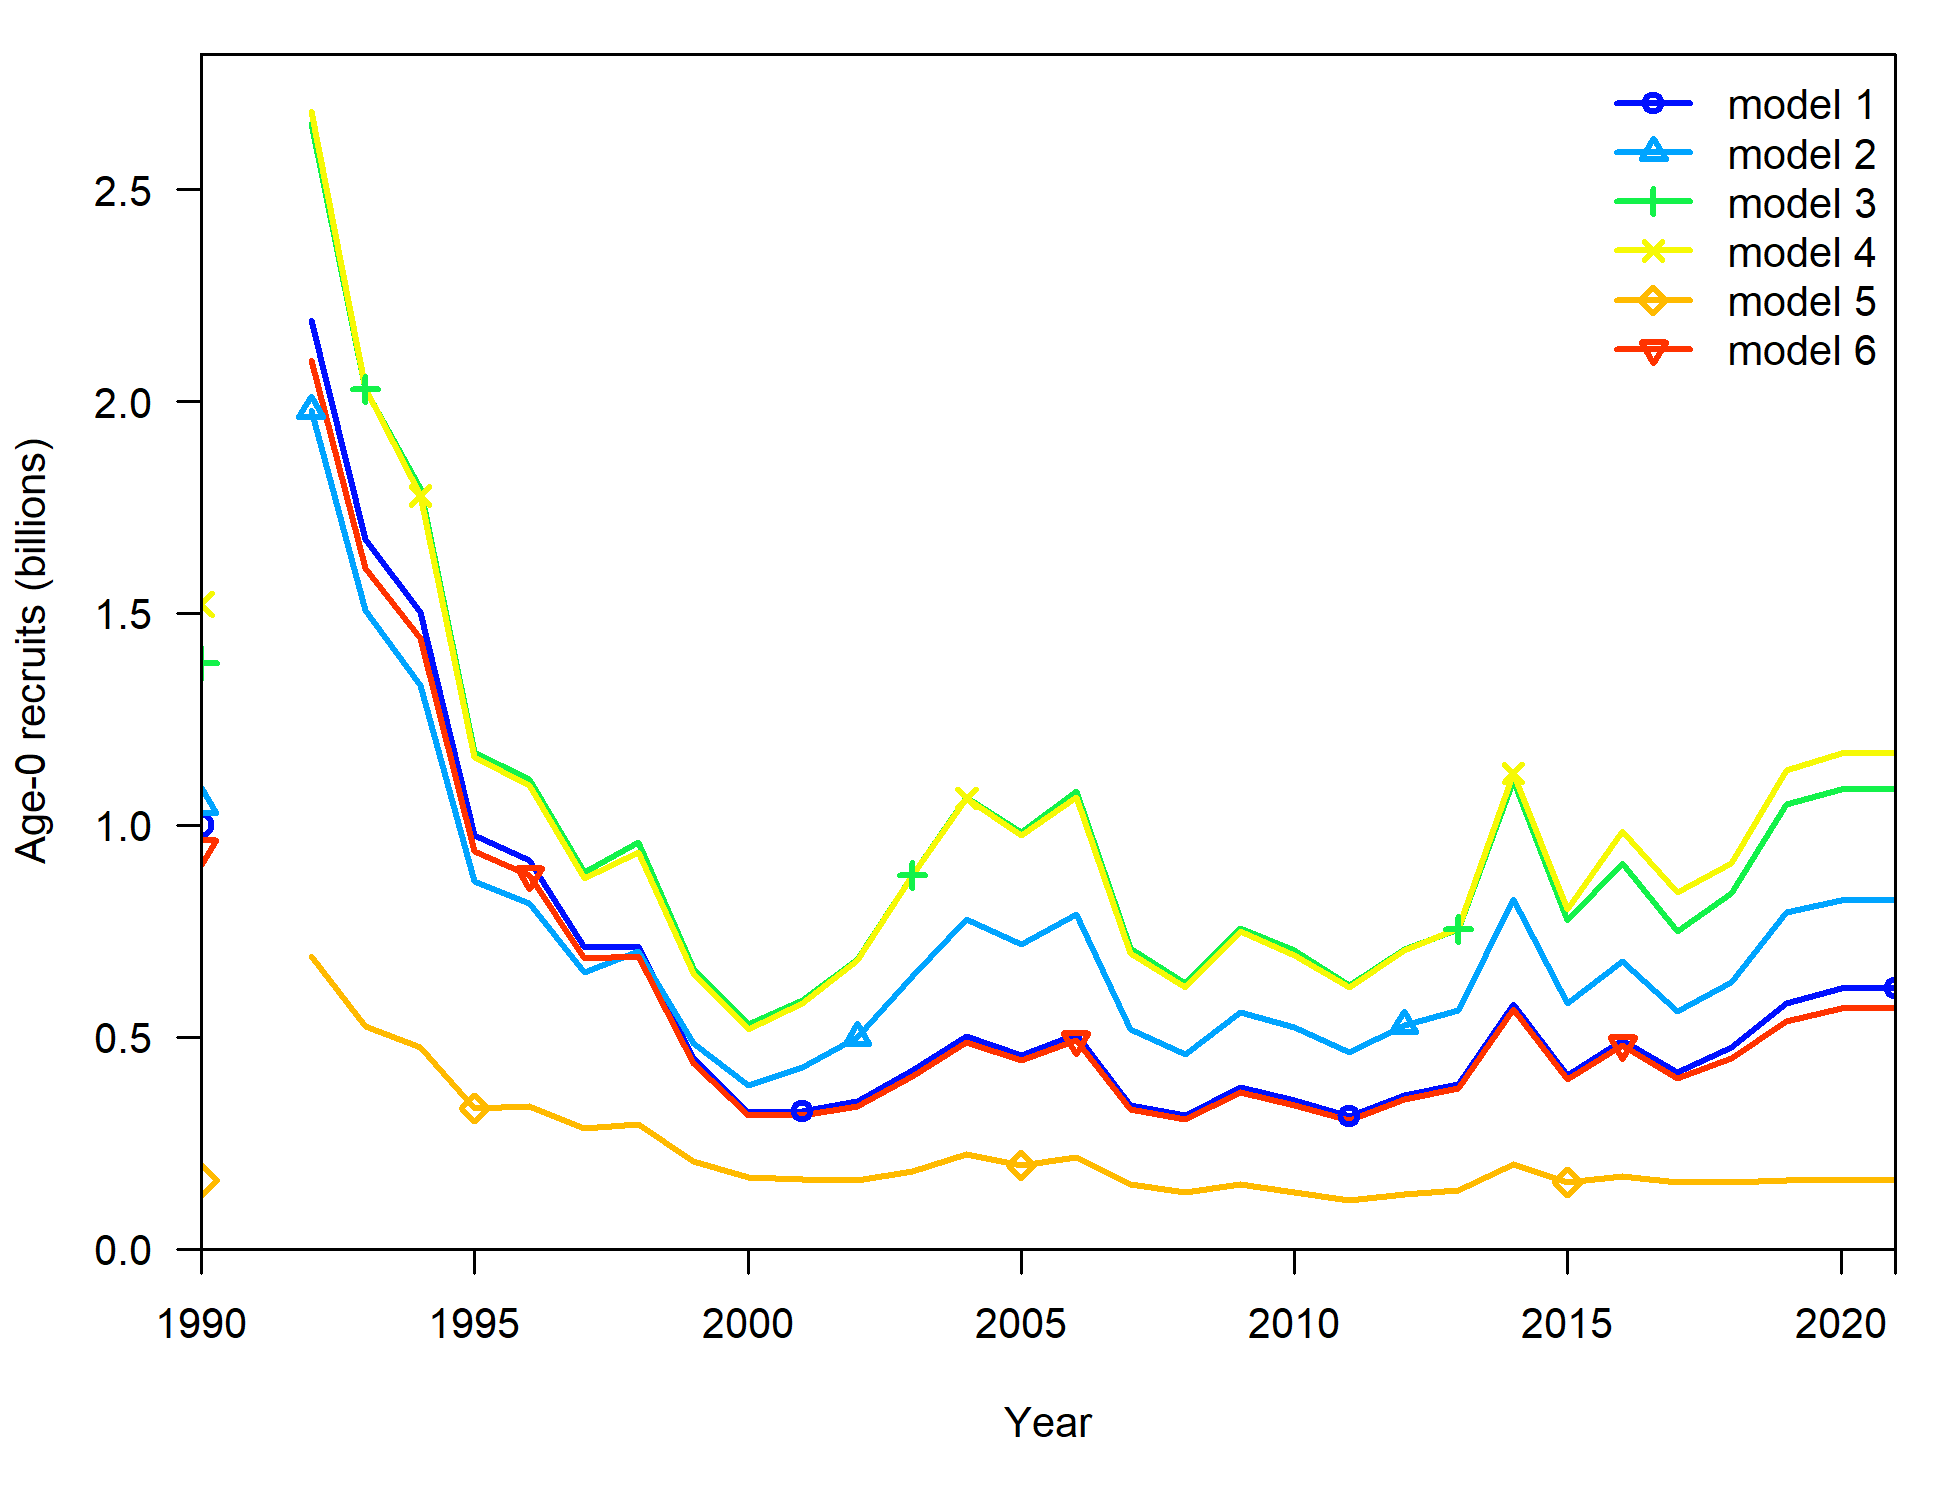 model 1
model 2
model 3
model 4
model 5
model 6
Age-0 recruits (billions)
2.5
2.0
1.5
1.0
0.5
0.0
1990 1995 2000 2005 2010 2015 2020
Year